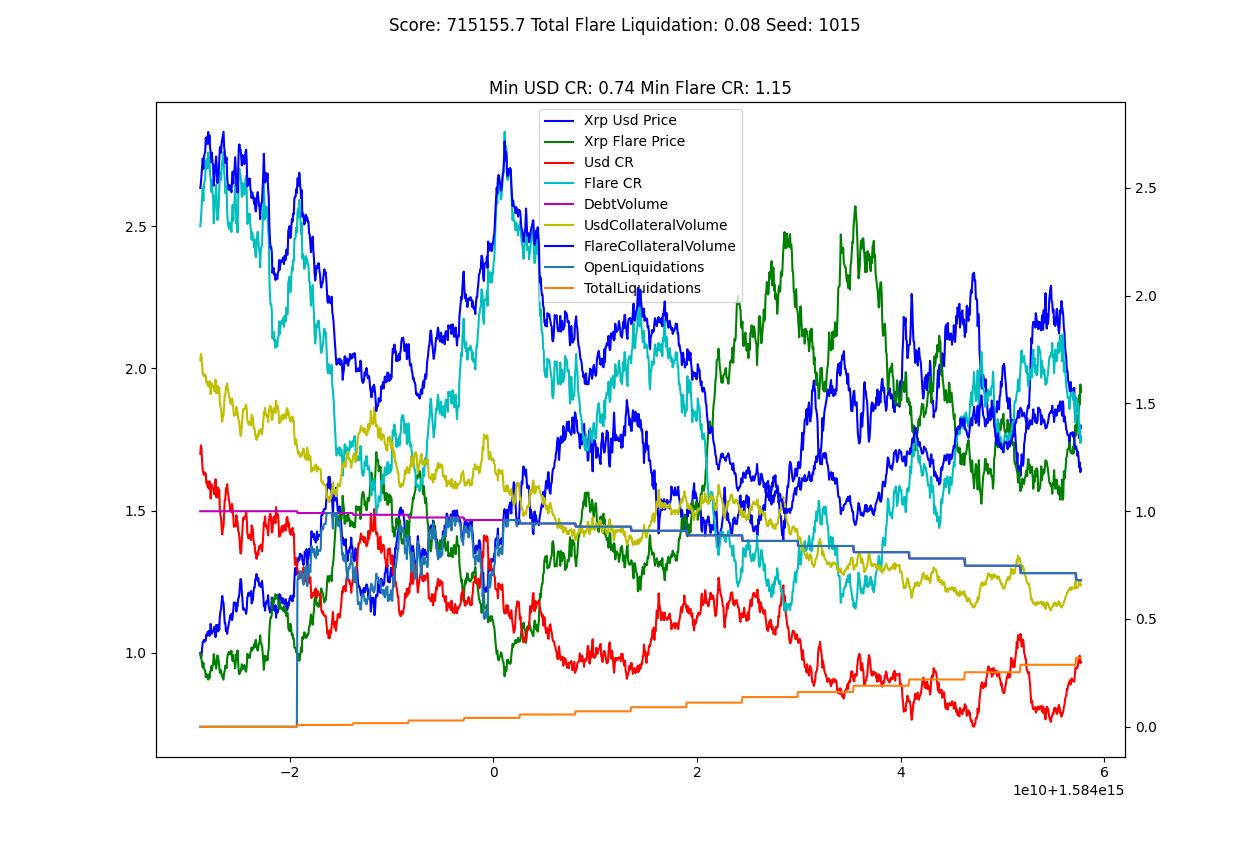 Score: 715155.7 Total Flare Liquidation: 0.08 Seed: 1015
Min USD CR: 0.74 Min Flare CR: 1.15
Xrp Usd Price
Xrp Flare Price
Usd CR
Flare CR
DebtVolume
UsdCollateralVolume
FlareCollateralVolume
OpenLiquidations
TotalLiquidations
2.5
2.0
1.5
1.0
2.5
2.0
1.5
1.0
0.5
0.0
−2
0
2
4
6
1e10+1.584e15